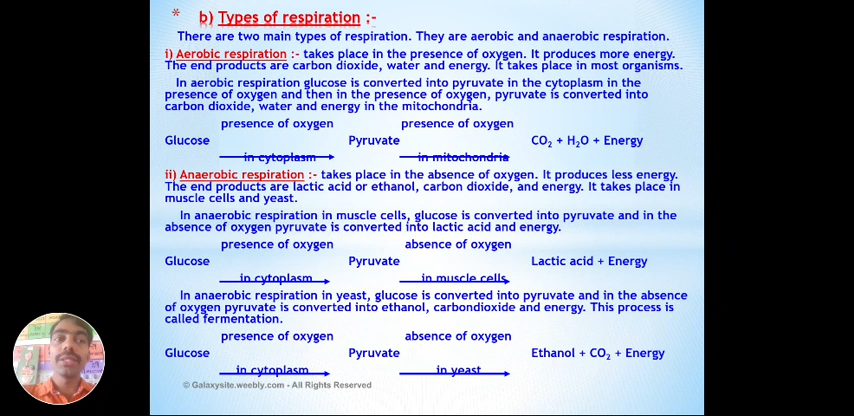 * b) Types of respiration :-
There are two main types of respiration. They are aerobic and anaerobic respiration.
i) Aerobic respiration :- takes place in the presence of oxygen. It produces more energy.
The end products are carbon dioxide, water and energy. It takes place in most organisms.
In aerobic respiration glucose is converted into pyruvate in the cytoplasm in the
presence of oxygen and then in the presence of oxygen, pyruvate is converted into
carbon dioxide, water and energy in the mitochondria.
presence of oxygen presence of oxygen
Glucose Pyruvate CO₂ + H₂O + Energy
in cytoplasm in mitochondria
ii) Anaerobic respiration :- takes place in the absence of oxygen. It produces less energy.
The end products are lactic acid or ethanol, carbon dioxide, and energy. It takes place in
muscle cells and yeast.
In anaerobic respiration in muscle cells, glucose is converted into pyruvate and in the
absence of oxygen pyruvate is converted into lactic acid and energy.
presence of oxygen absence of oxygen
Glucose Pyruvate Lactic acid + Energy
in cytoplasm in muscle cells
In anaerobic respiration in yeast, glucose is converted into pyruvate and in the absence
of oxygen pyruvate is converted into ethanol, carbondioxide and energy. This process is
called fermentation.
presence of oxygen absence of oxygen
Glucose Pyruvate Ethanol + CO₂ + Energy
in cytoplasm in yeast
© Galaxysite.weebly.com - All Rights Reserved